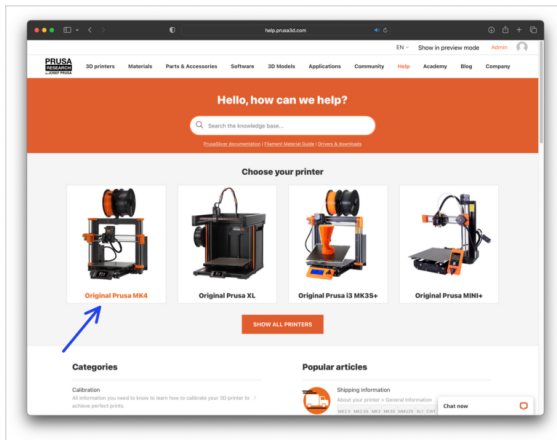 help.prusa3d.com
EN
Show in preview mode
Admin
PRUSA
RESEARCH
by JOSEF PRUSA
3D printers
Materials
Parts & Accessories
Software
3D Models
Applications
Community
Help
Academy
Blog
Company
Hello, how can we help?
Search the knowledge base...
PrusaSlicer documentation | Filament Material Guide | Drivers & downloads
Choose your printer
Original Prusa MK4
Original Prusa XL
Original Prusa i3 MK3S+
Original Prusa MINI+
SHOW ALL PRINTERS
Categories
Calibration
All information you need to know to learn how to calibrate your 3D printer to
achieve perfect prints.
Popular articles
Shipping information
About your printer > General information
Chat now